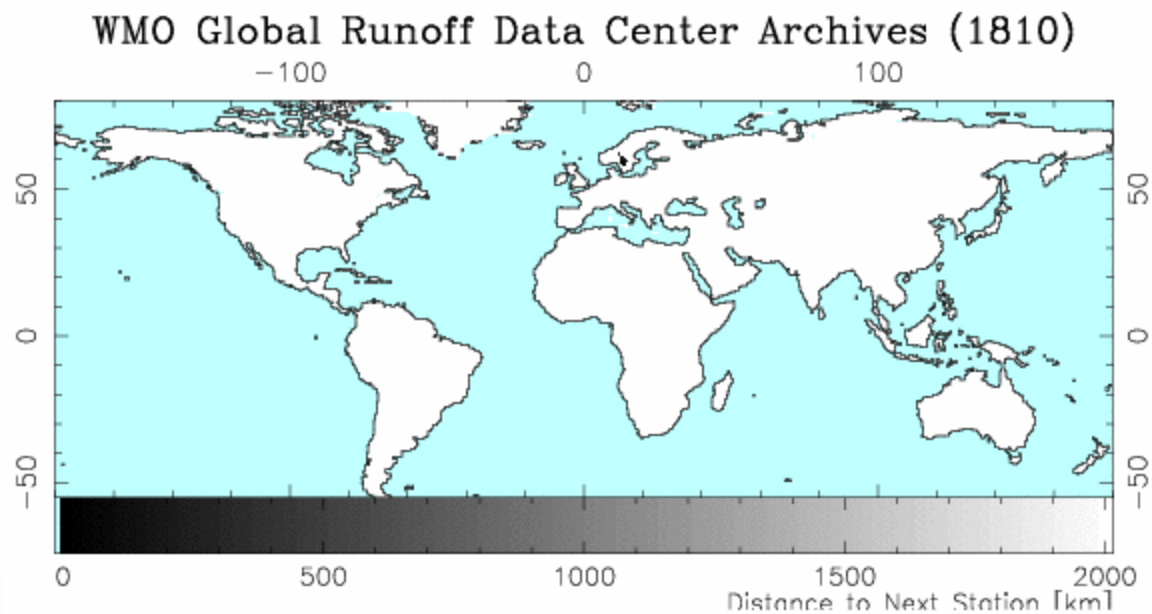 WMO Global Runoff Data Center Archives (1810)
−100 0 100
50 50
0 0
−50 −50
0 500 1000 1500 2000
Distance to Next Station [km]